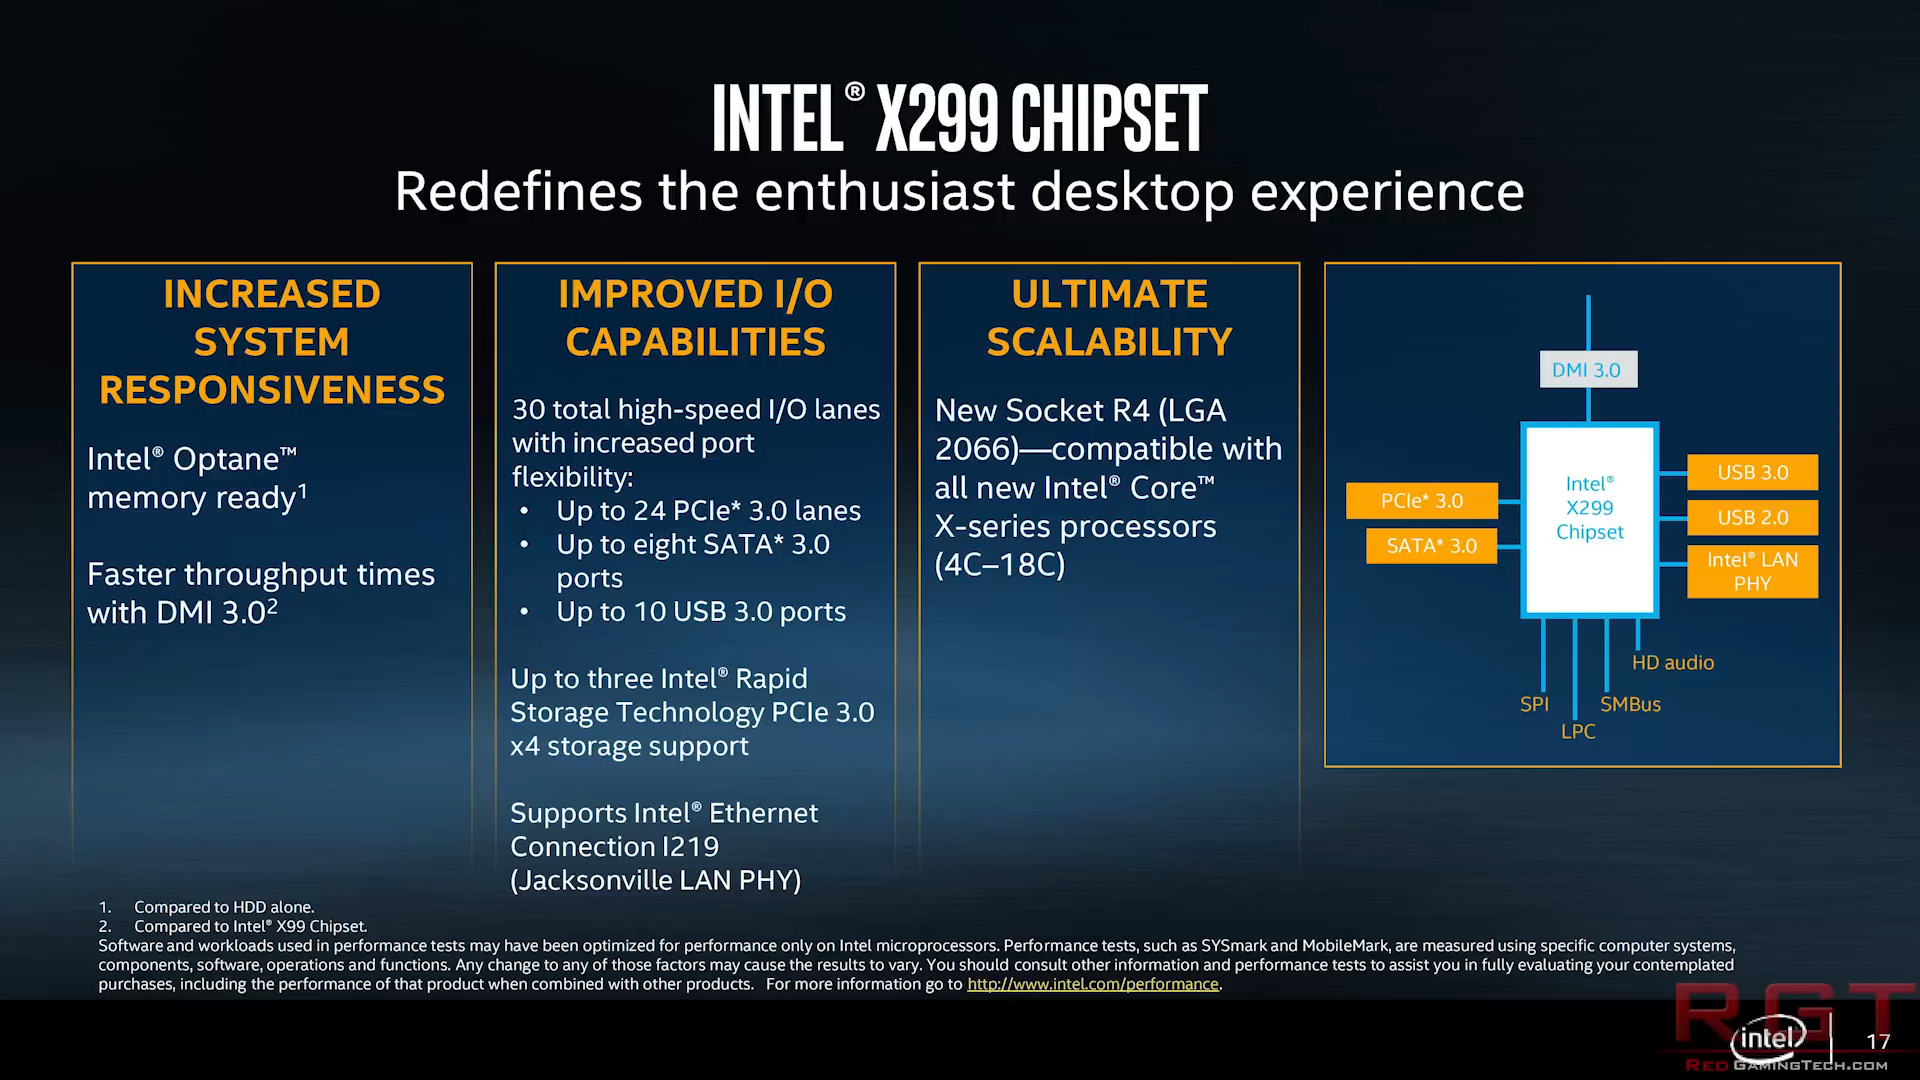 INTEL® X299 CHIPSET
Redefines the enthusiast desktop experience
INCREASED
SYSTEM
RESPONSIVENESS
Intel® Optane™
memory ready¹
Faster throughput times
with DMI 3.0²
IMPROVED I/O
CAPABILITIES
30 total high-speed I/O lanes
with increased port
flexibility:
• Up to 24 PCIe* 3.0 lanes
• Up to eight SATA* 3.0
ports
• Up to 10 USB 3.0 ports
Up to three Intel® Rapid
Storage Technology PCIe 3.0
x4 storage support
Supports Intel® Ethernet
Connection I219
(Jacksonville LAN PHY)
ULTIMATE
SCALABILITY
New Socket R4 (LGA
2066)—compatible with
all new Intel® Core™
X-series processors
(4C–18C)
DMI 3.0
PCIe* 3.0
SATA* 3.0
Intel®
X299
Chipset
USB 3.0
USB 2.0
Intel® LAN
PHY
HD audio
SPI
SMBus
LPC
1. Compared to HDD alone.
2. Compared to Intel® X99 Chipset.
Software and workloads used in performance tests may have been optimized for performance only on Intel microprocessors. Performance tests, such as SYSmark and MobileMark, are measured using specific computer systems,
components, software, operations and functions. Any change to any of those factors may cause the results to vary. You should consult other information and performance tests to assist you in fully evaluating your contemplated
purchases, including the performance of that product when combined with other products. For more information go to http://www.intel.com/performance.
RGT
intel
17
RED GAMINGTECH.COM